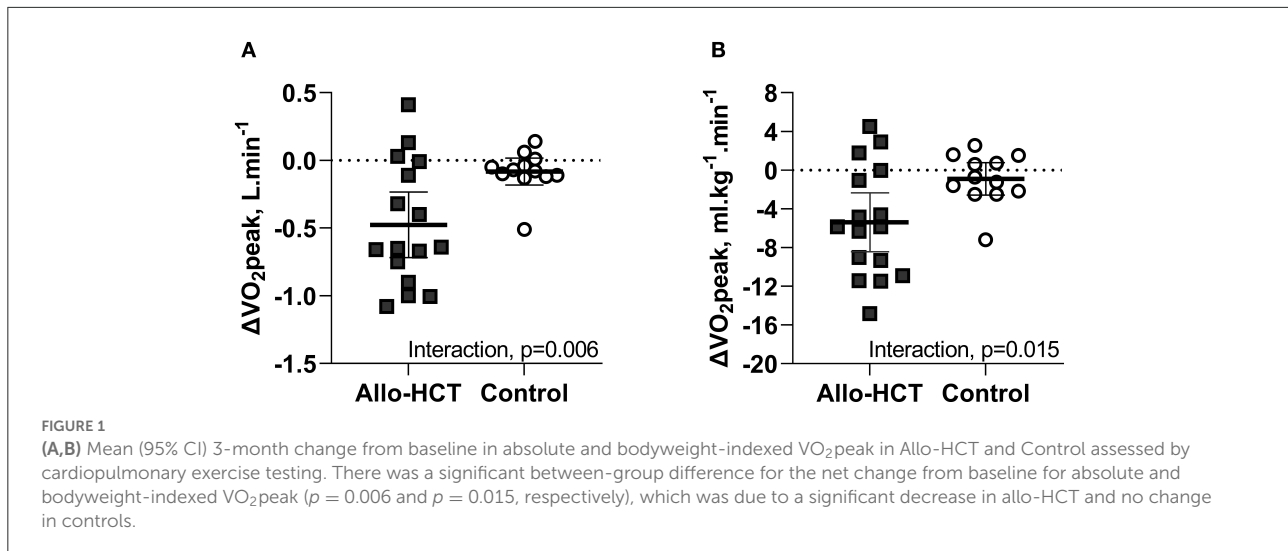 A
B
ΔVO₂peak, L.min⁻¹
0.5
0.0
-0.5
-1.0
-1.5
Interaction, p=0.006
Allo-HCT Control
ΔVO₂peak, ml.kg⁻¹.min⁻¹
8
4
0
-4
-8
-12
-16
-20
Interaction, p=0.015
Allo-HCT Control
FIGURE 1
(A,B) Mean (95% CI) 3-month change from baseline in absolute and bodyweight-indexed VO₂peak in Allo-HCT and Control assessed by
cardiopulmonary exercise testing. There was a significant between-group difference for the net change from baseline for absolute and
bodyweight-indexed VO₂peak (p = 0.006 and p = 0.015, respectively), which was due to a significant decrease in allo-HCT and no change
in controls.